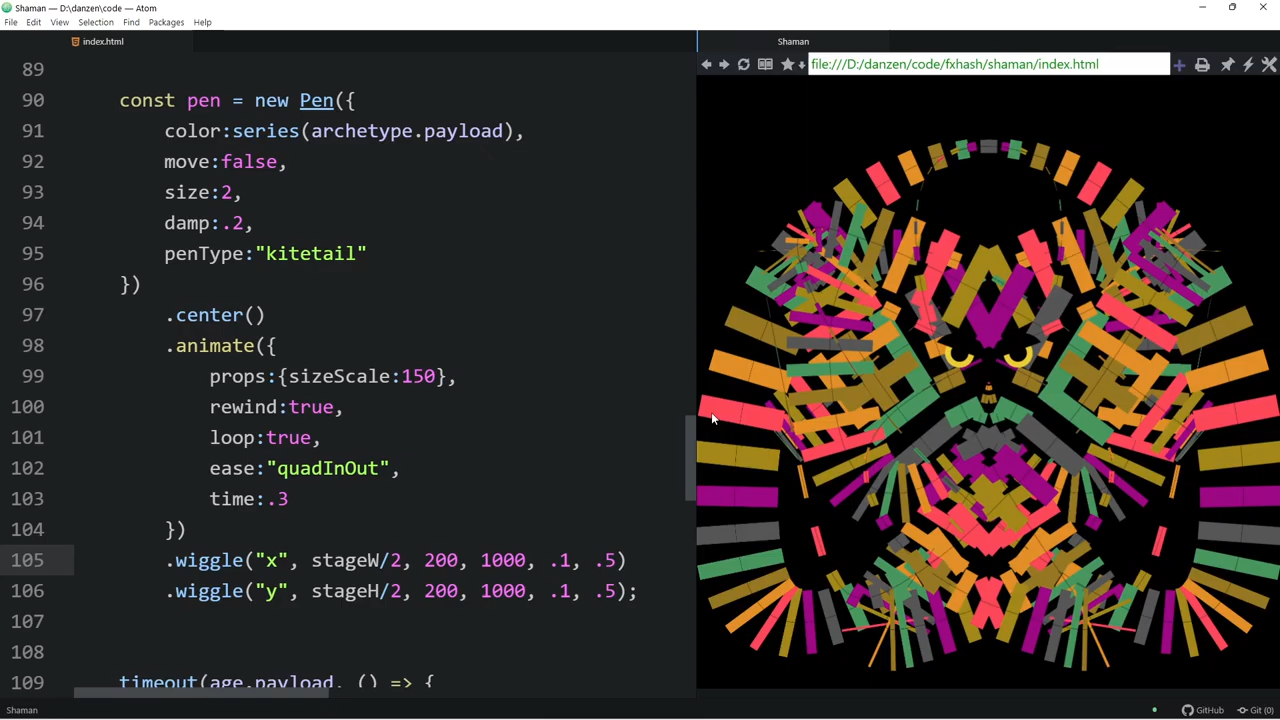 Shaman — D:\danzen\code — Atom
File Edit View Selection Find Packages Help
index.html
Shaman
file:///D:/danzen/code/fxhash/shaman/index.html
89
90 const pen = new Pen({
91 color:series(archetype.payload),
92 move:false,
93 size:2,
94 damp:.2,
95 penType:"kitetail"
96 })
97 .center()
98 .animate({
99 props:{sizeScale:150},
100 rewind:true,
101 loop:true,
102 ease:"quadInOut",
103 time:.3
104 })
105 .wiggle("x", stageW/2, 200, 1000, .1, .5)
106 .wiggle("y", stageH/2, 200, 1000, .1, .5);
107
108
109 timeout(age.payload, () => {
Shaman
GitHub Git (0)